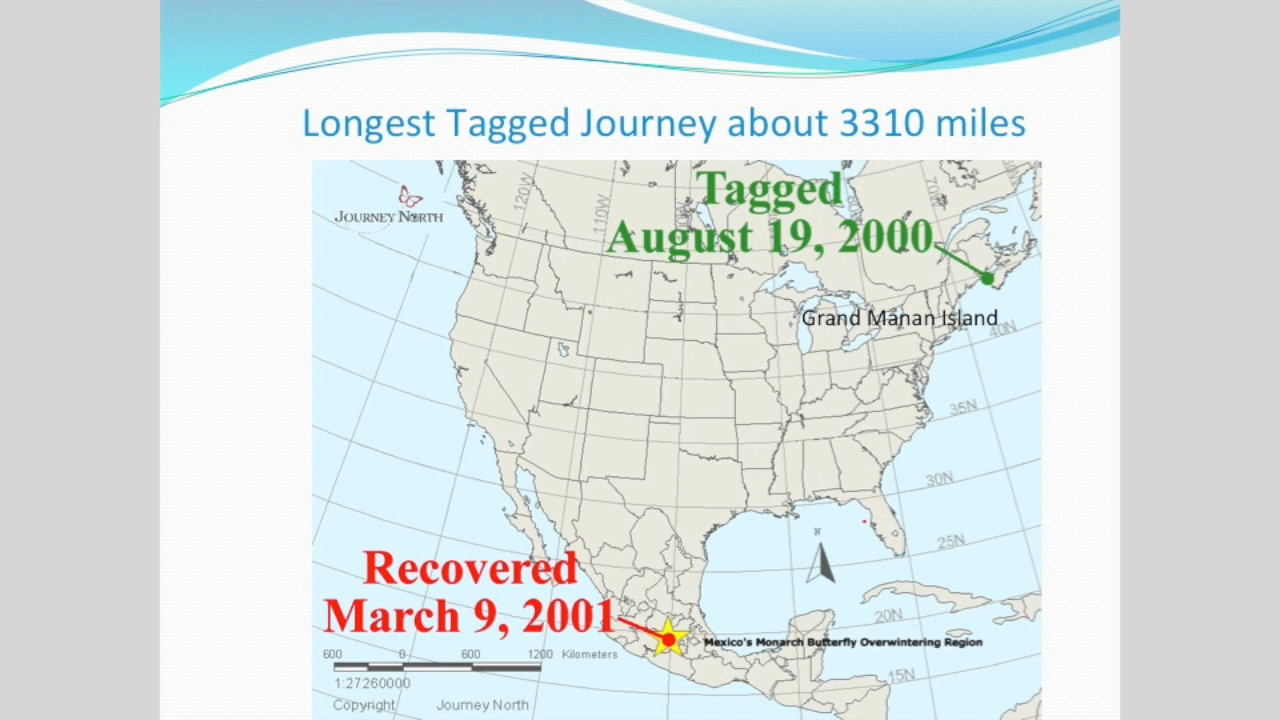 Longest Tagged Journey about 3310 miles
Tagged
120W
110W
70W
JOURNEY NORTH
August 19, 2000
Grand Manan Island
40N
35N
30N
N
25N
Recovered
March 9, 2001
20N
Mexico's Monarch Butterfly Overwintering Region
600 0 600 1200 Kilometers
15N
1:27260000
Copyright Journey North